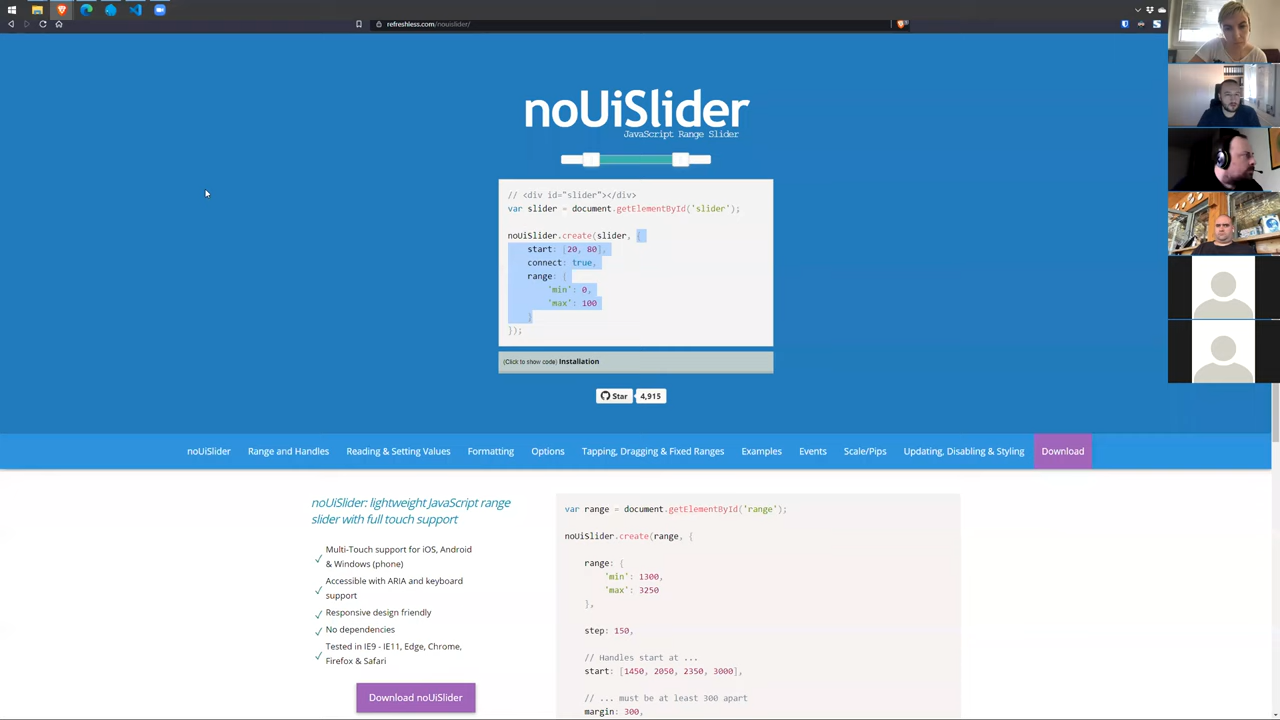 refreshless.com/nouislider/
noUiSlider
JavaScript Range Slider
// <div id="slider"></div>
var slider = document.getElementById('slider');
noUiSlider.create(slider, {
start: [20, 80],
connect: true,
range: {
'min': 0,
'max': 100
}
});
(Click to show code) Installation
Star 4,915
noUiSlider Range and Handles Reading & Setting Values Formatting Options Tapping, Dragging & Fixed Ranges Examples Events Scale/Pips Updating, Disabling & Styling Download
noUiSlider: lightweight JavaScript range
slider with full touch support
Multi-Touch support for iOS, Android
& Windows (phone)
Accessible with ARIA and keyboard
support
Responsive design friendly
No dependencies
Tested in IE9 - IE11, Edge, Chrome,
Firefox & Safari
Download noUiSlider
var range = document.getElementById('range');
noUiSlider.create(range, {
range: {
'min': 1300,
'max': 3250
},
step: 150,
// Handles start at ...
start: [1450, 2050, 2350, 3000],
// ... must be at least 300 apart
margin: 300,